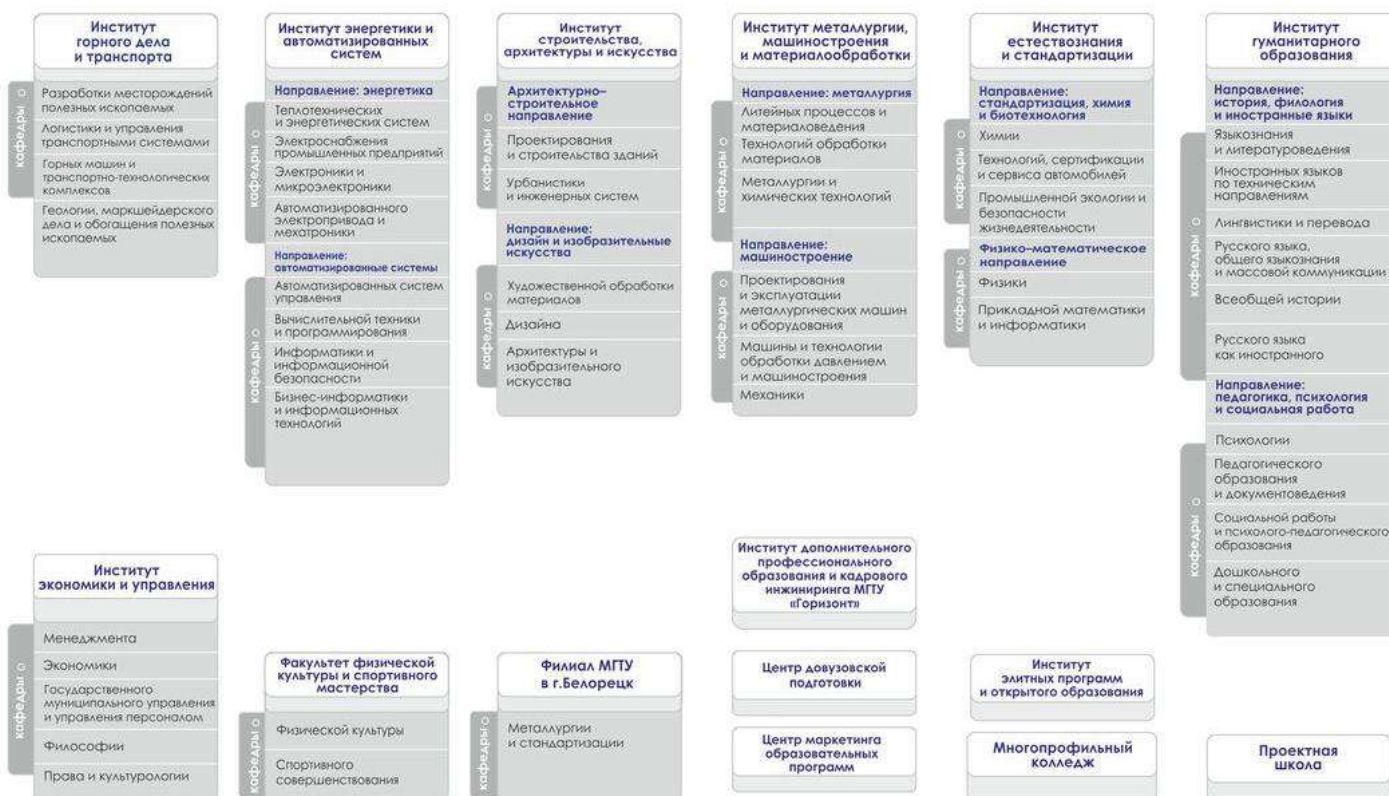 Институт
горного дела
и транспорта
кафедры
Разработки месторождений
полезных ископаемых
Логистики и управления
транспортными системами
Горных машин и
транспортно-технологических
комплексов
Геологии, маркшейдерского
дела и обогащения полезных
ископаемых
Институт энергетики и
автоматизированных
систем
Направление: энергетика
кафедры
Теплотехнических
и энергетических систем
Электроснабжения
промышленных предприятий
Электроники и
микроэлектроники
Автоматизированного
электропривода и
мехатроники
Направление:
автоматизированные системы
кафедры
Автоматизированных систем
управления
Вычислительной техники
и программирования
Информатики и
информационной
безопасности
Бизнес-информатики
и информационных
технологий
Институт
строительства,
архитектуры и искусства
Архитектурно–
строительное
направление
кафедры
Проектирования
и строительства зданий
Урбанистики
и инженерных систем
Направление:
дизайн и изобразительные
искусства
кафедры
Художественной обработки
материалов
Дизайна
Архитектуры и
изобразительного
искусства
Институт металлургии,
машиностроения
и материалообработки
Направление: металлургия
кафедры
Литейных процессов и
материаловедения
Технологий обработки
материалов
Металлургии и
химических технологий
Направление:
машиностроение
кафедры
Проектирования
и эксплуатации
металлургических машин
и оборудования
Машины и технологии
обработки давлением
и машиностроения
Механики
Институт
естествознания
и стандартизации
Направление:
стандартизация, химия
и биотехнология
кафедры
Химии
Технологий, сертификации
и сервиса автомобилей
Промышленной экологии и
безопасности
жизнедеятельности
Физико–математическое
направление
кафедры
Физики
Прикладной математики
и информатики
Институт
гуманитарного
образования
Направление:
история, филология
и иностранные языки
кафедры
Языкознания
и литературоведения
Иностранных языков
по техническим
направлениям
Лингвистики и перевода
Русского языка,
общего языкознания
и массовой коммуникации
Всеобщей истории
Русского языка
как иностранного
Направление:
педагогика, психология
и социальная работа
кафедры
Психологии
Педагогического
образования
и документоведения
Социальной работы
и психолого-педагогического
образования
Дошкольного
и специального
образования
Институт
экономики и управления
кафедры
Менеджмента
Экономики
Государственного
муниципального управления
и управления персоналом
Философии
Права и культурологии
Факультет физической
культуры и спортивного
мастерства
кафедры
Физической культуры
Спортивного
совершенствования
Филиал МГТУ
в г.Белорецк
кафедры
Металлургии
и стандартизации
Институт дополнительного
профессионального
образования и кадрового
инжиниринга МГТУ
«Горизонт»
Центр довузовской
подготовки
Центр маркетинга
образовательных
программ
Институт
элитных программ
и открытого образования
Многопрофильный
колледж
Проектная
школа